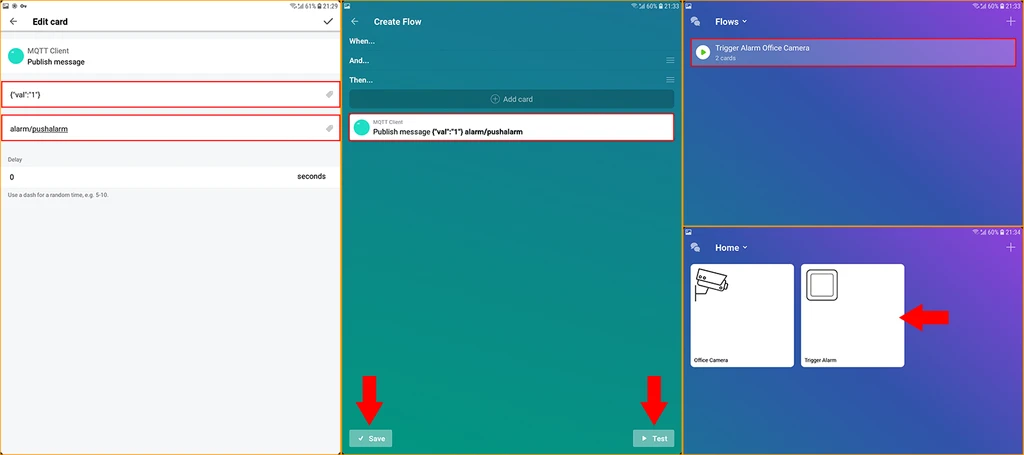 61% 21:29
Edit card
MQTT Client
Publish message
{"val":"1"}
alarm/pushalarm
Delay
0 seconds
Use a dash for a random time, e.g. 5-10.
60% 21:33
Create Flow
When...
And...
Then...
Add card
MQTT Client
Publish message {"val":"1"} alarm/pushalarm
Save
Test
60% 21:33
Flows
Trigger Alarm Office Camera
2 cards
60% 21:34
Home
Office Camera
Trigger Alarm